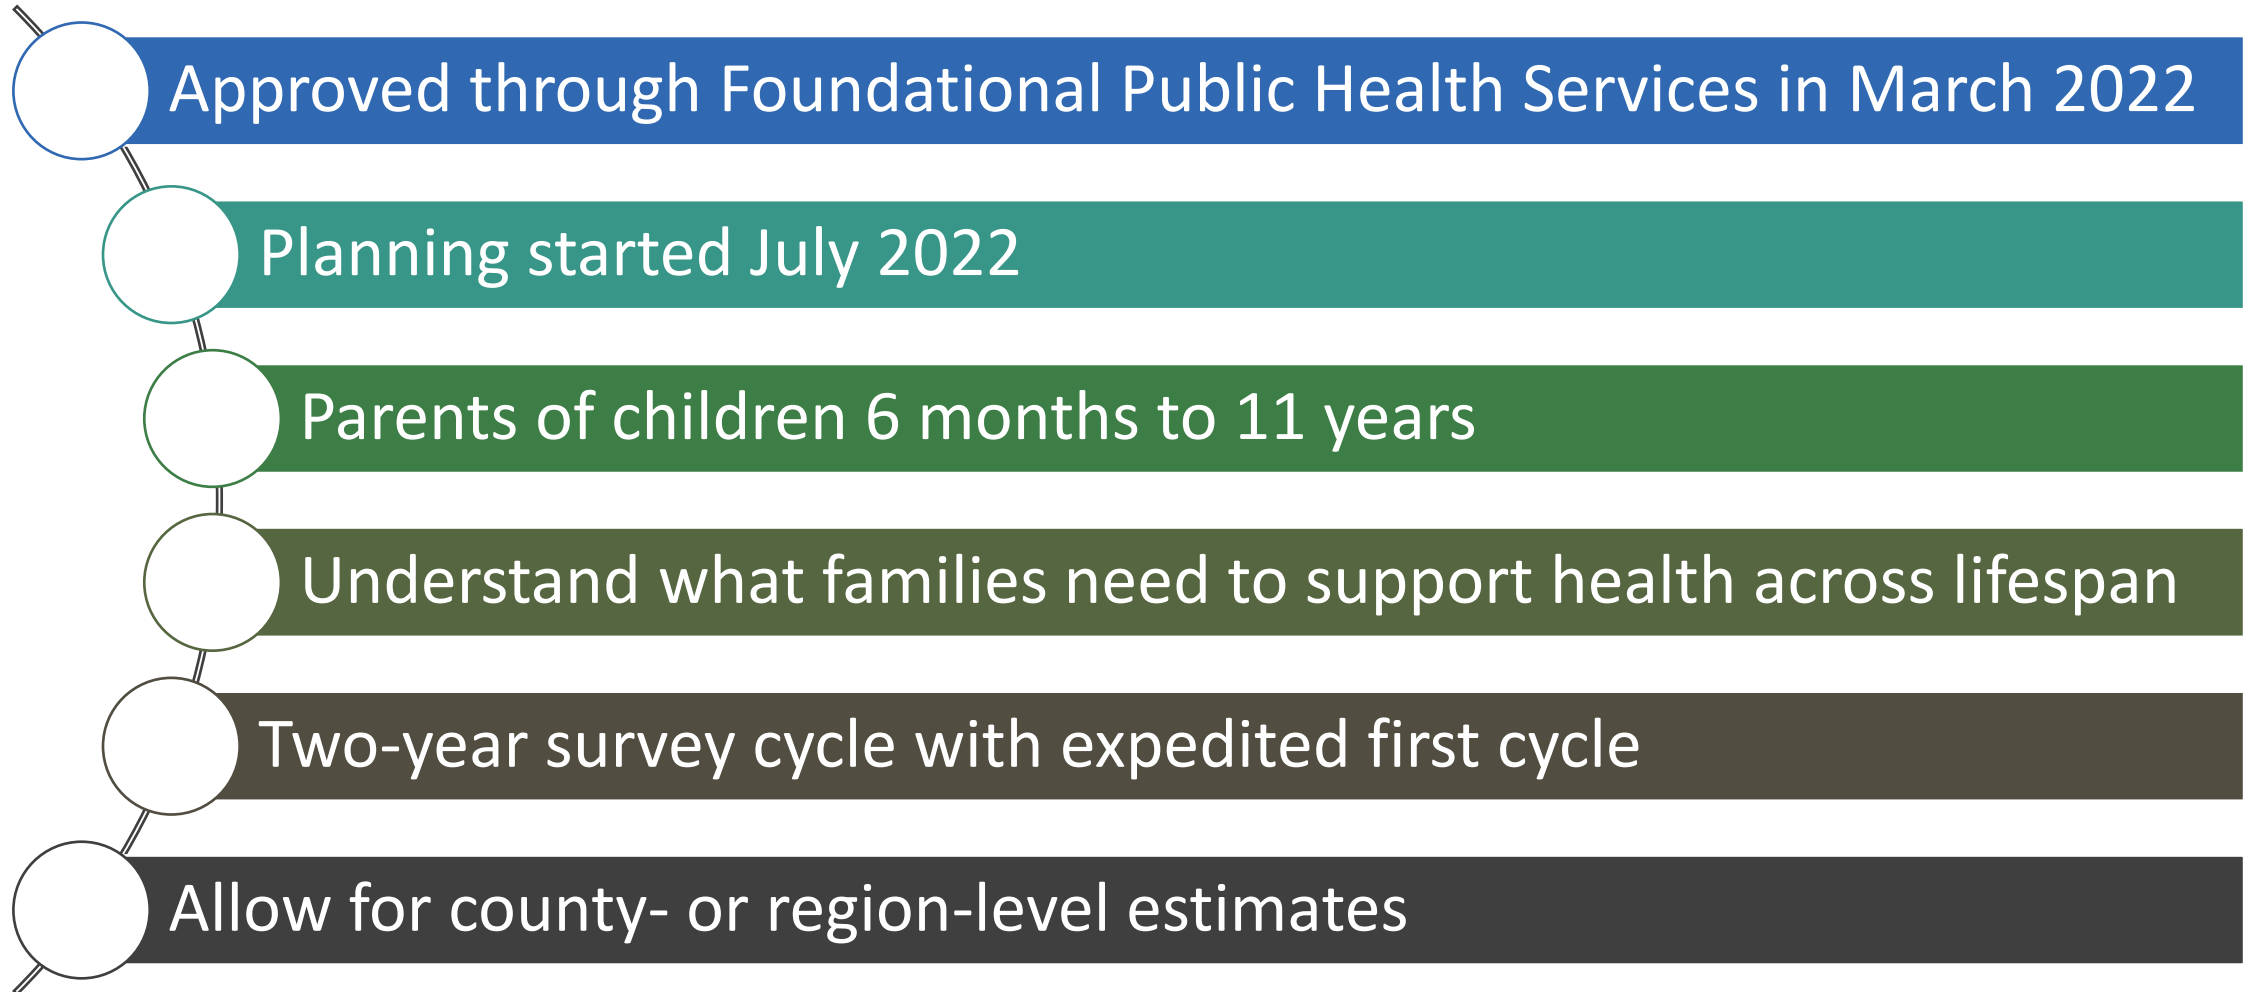 Approved through Foundational Public Health Services in March 2022
Planning started July 2022
Parents of children 6 months to 11 years
Understand what families need to support health across lifespan
Two-year survey cycle with expedited first cycle
Allow for county- or region-level estimates